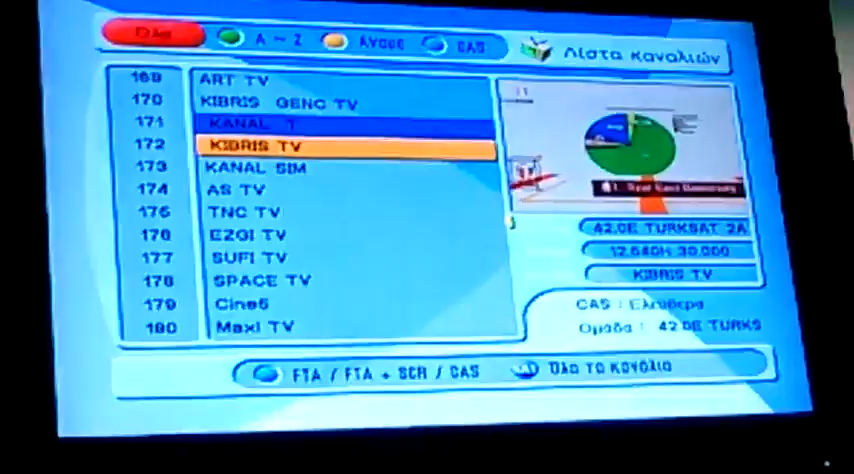 Όλα A ~ Z Αύξους CAS Λίστα καναλιών
169 ART TV
170 KIBRIS GENC TV
171 KANAL T
172 KIBRIS TV
173 KANAL SIM
174 AS TV
175 TNC TV
176 EZGI TV
177 SUFI TV
178 SPACE TV
179 Cine5
180 Maxi TV
42.0E TURKSAT 2A
12.640H 30.000
KIBRIS TV
CAS : Ελεύθερα
Ομάδα : 42.0E TURKS
FTA / FTA + SCR / CAS Όλα τα κανάλια